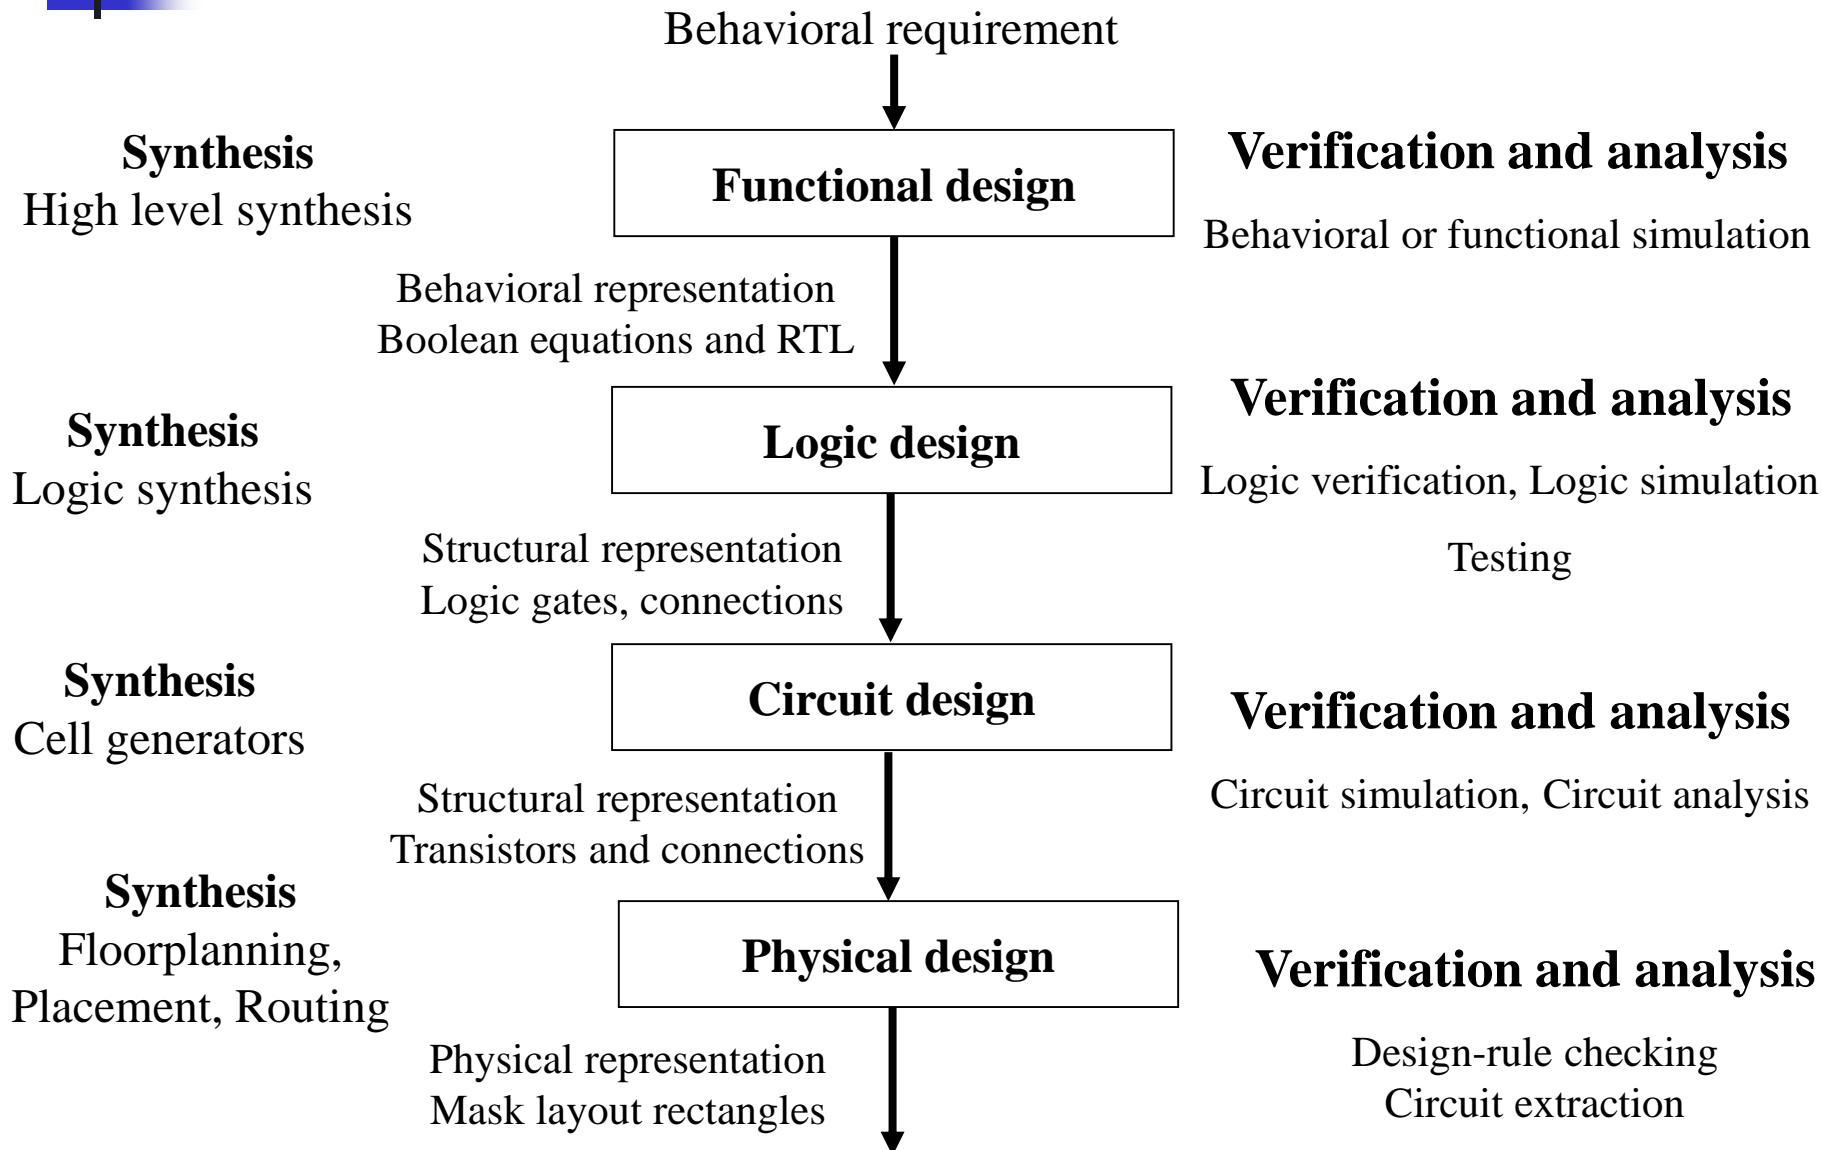 Behavioral requirement
Synthesis
High level synthesis
Functional design
Verification and analysis
Behavioral or functional simulation
Behavioral representation
Boolean equations and RTL
Synthesis
Logic synthesis
Logic design
Verification and analysis
Logic verification, Logic simulation
Testing
Structural representation
Logic gates, connections
Synthesis
Cell generators
Circuit design
Verification and analysis
Circuit simulation, Circuit analysis
Structural representation
Transistors and connections
Synthesis
Floorplanning,
Placement, Routing
Physical design
Verification and analysis
Design-rule checking
Circuit extraction
Physical representation
Mask layout rectangles